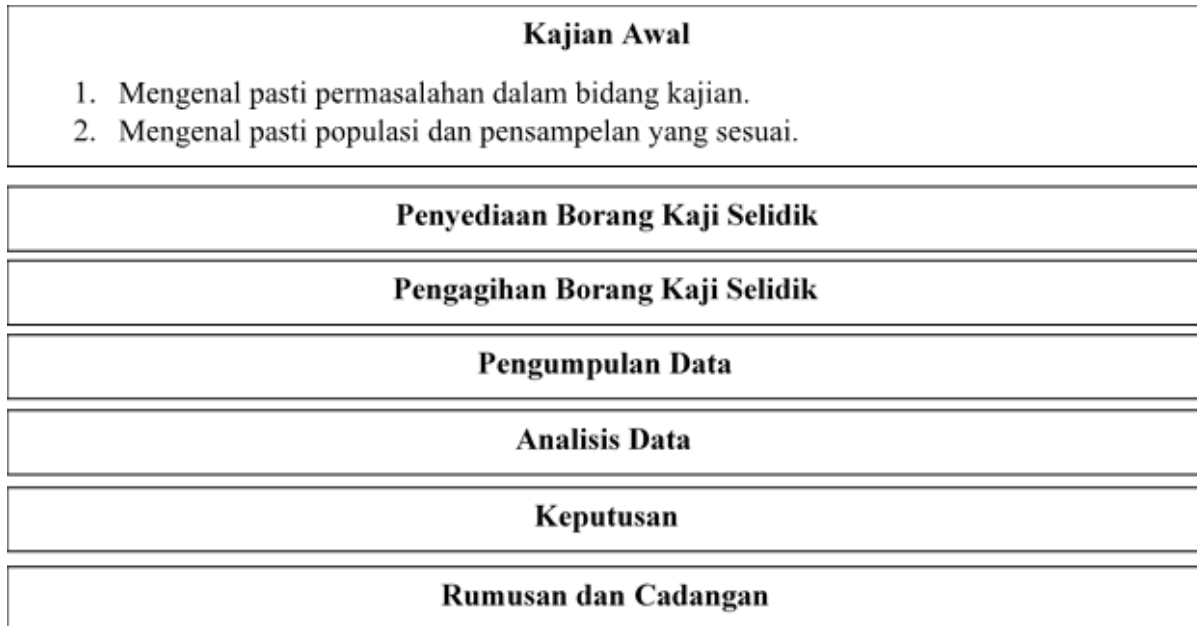 Kajian Awal
1. Mengenal pasti permasalahan dalam bidang kajian.
2. Mengenal pasti populasi dan pensampelan yang sesuai.
Penyediaan Borang Kaji Selidik
Pengagihan Borang Kaji Selidik
Pengumpulan Data
Analisis Data
Keputusan
Rumusan dan Cadangan